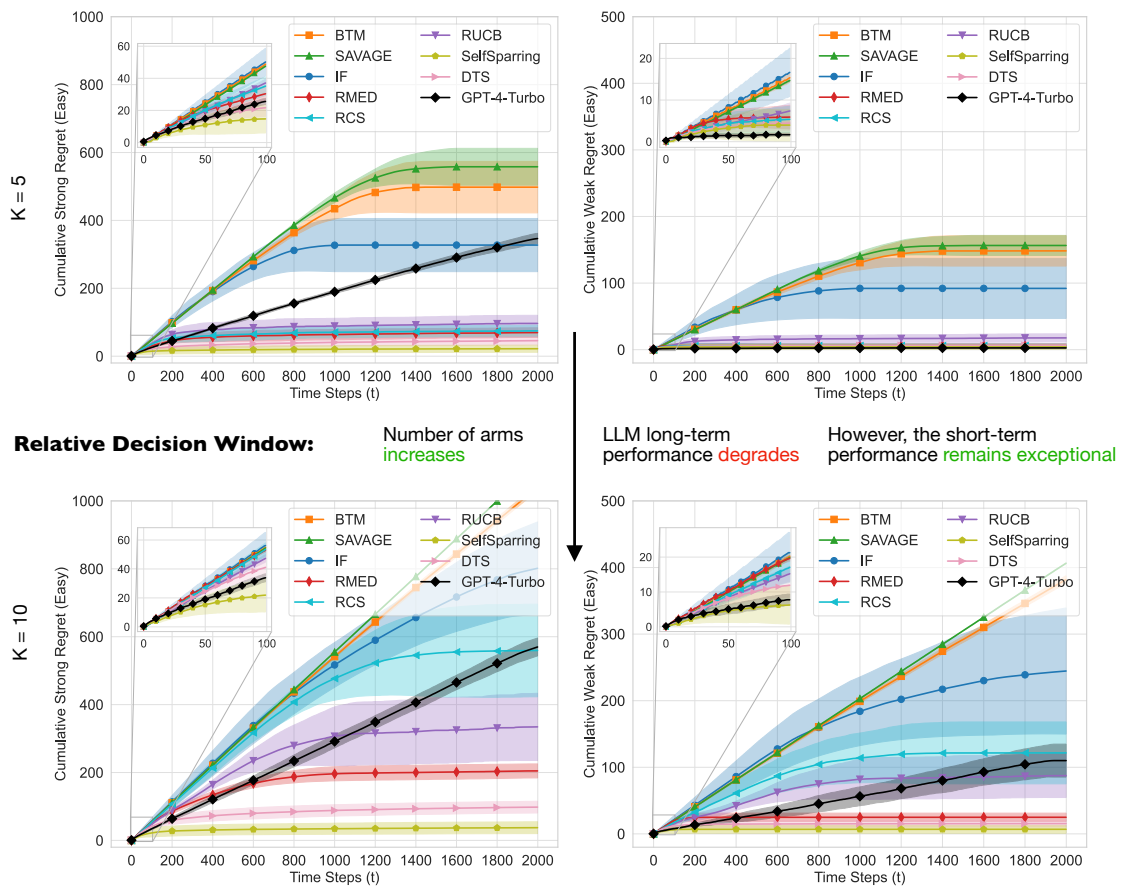 1000
800
600
400
200
0
Cumulative Strong Regret (Easy)
K = 5
60
40
20
0
0 50 100
BTM
SAVAGE
IF
RMED
RCS
RUCB
SelfSparring
DTS
GPT-4-Turbo
0 200 400 600 800 1000 1200 1400 1600 1800 2000
Time Steps (t)
500
400
300
200
150
100
50
0
Cumulative Weak Regret (Easy)
20
10
0
0 50 100
BTM
SAVAGE
IF
RMED
RCS
RUCB
SelfSparring
DTS
GPT-4-Turbo
0 200 400 600 800 1000 1200 1400 1600 1800 2000
Time Steps (t)
Relative Decision Window:
Number of arms
increases
LLM long-term
performance degrades
However, the short-term
performance remains exceptional
1000
800
600
400
200
0
Cumulative Strong Regret (Easy)
K = 10
60
40
20
0
0 50 100
BTM
SAVAGE
IF
RMED
RCS
RUCB
SelfSparring
DTS
GPT-4-Turbo
0 200 400 600 800 1000 1200 1400 1600 1800 2000
Time Steps (t)
500
400
300
200
100
0
Cumulative Weak Regret (Easy)
20
10
0
0 50 100
BTM
SAVAGE
IF
RMED
RCS
RUCB
SelfSparring
DTS
GPT-4-Turbo
0 200 400 600 800 1000 1200 1400 1600 1800 2000
Time Steps (t)